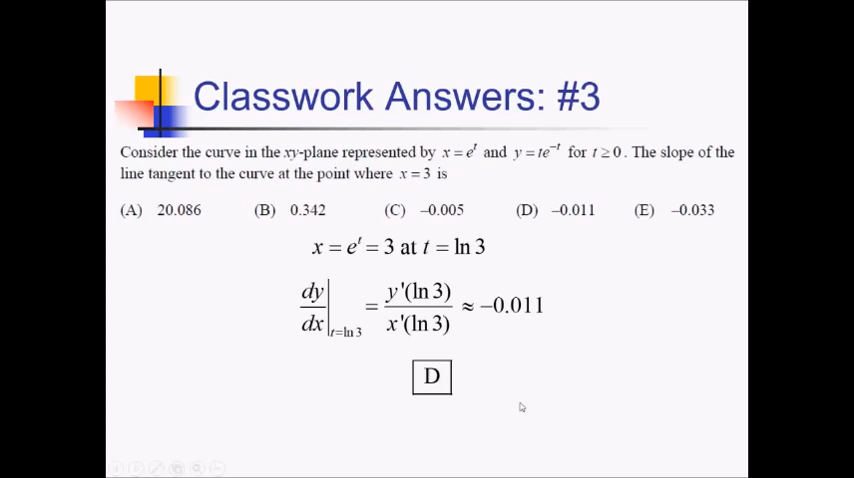 Classwork Answers: #3
Consider the curve in the xy-plane represented by x = e^t and y = te^{-t} for t ≥ 0. The slope of the
line tangent to the curve at the point where x = 3 is
(A) 20.086 (B) 0.342 (C) −0.005 (D) −0.011 (E) −0.033
x = e^t = 3 at t = ln 3
dy/dx|_{t=ln 3} = y'(ln 3)/x'(ln 3) ≈ −0.011
D